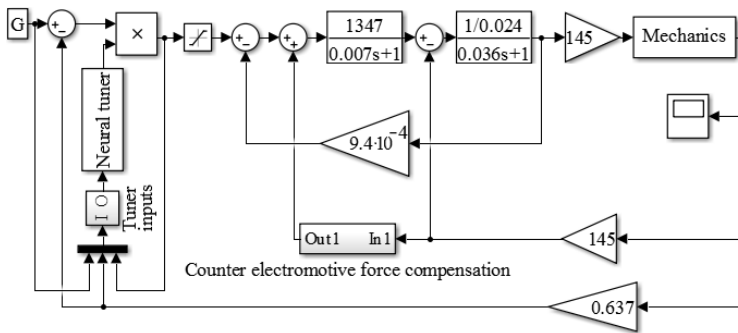 G
+
−
×
+
−
+
+
1347
0.007s+1
+
−
1/0.024
0.036s+1
145
Mechanics
Neural tuner
9.4·10⁻⁴
I O
Tuner
inputs
Out1 In1
145
Counter electromotive force compensation
0.637